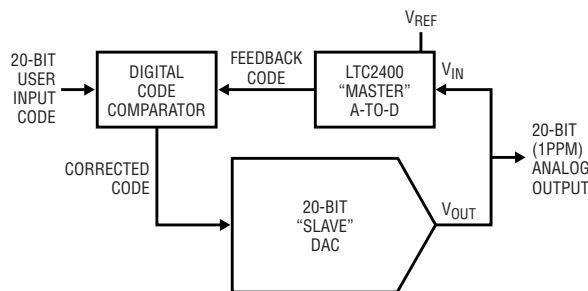 20-BIT
USER
INPUT
CODE
DIGITAL
CODE
COMPARATOR
FEEDBACK
CODE
VREF
LTC2400
“MASTER”
A-TO-D
VIN
20-BIT
(1PPM)
ANALOG
OUTPUT
CORRECTED
CODE
20-BIT
“SLAVE”
DAC
VOUT